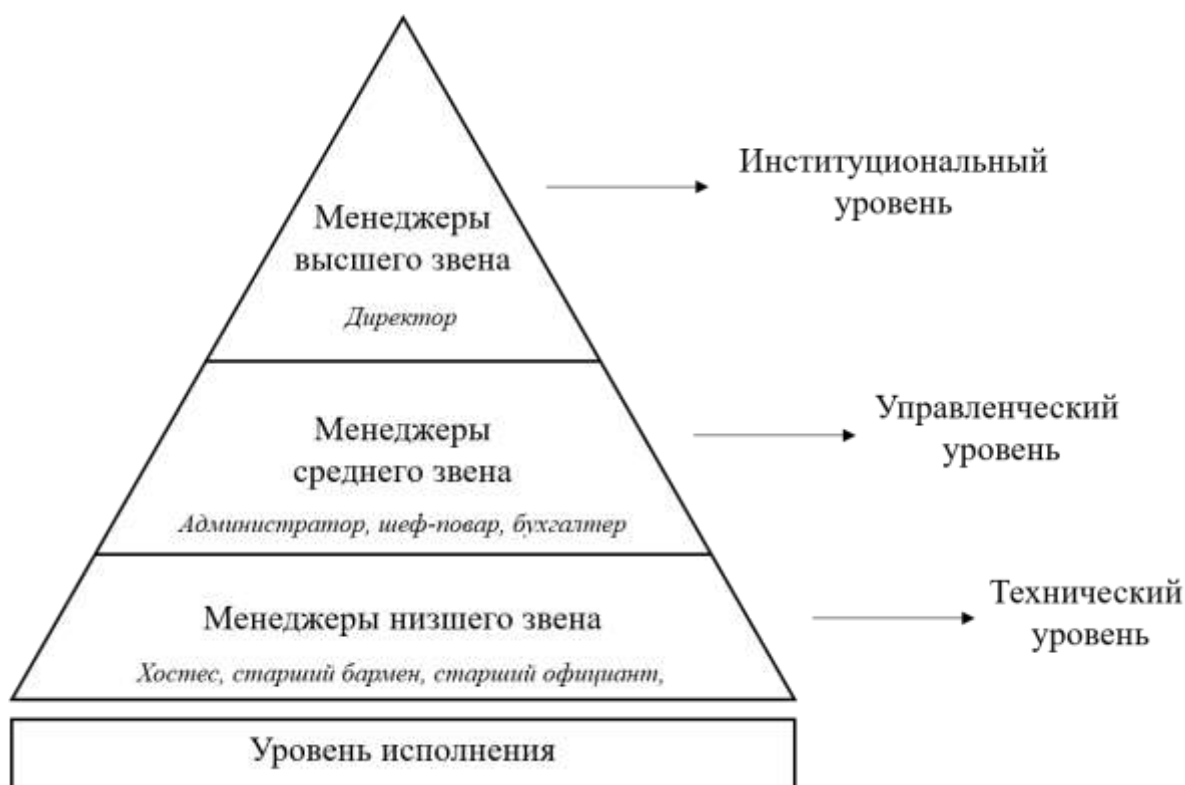 Институциональный
уровень
Менеджеры
высшего звена
Директор
Управленческий
уровень
Менеджеры
среднего звена
Администратор, шеф-повар, бухгалтер
Технический
уровень
Менеджеры низшего звена
Хостес, старший бармен, старший официант,
Уровень исполнения